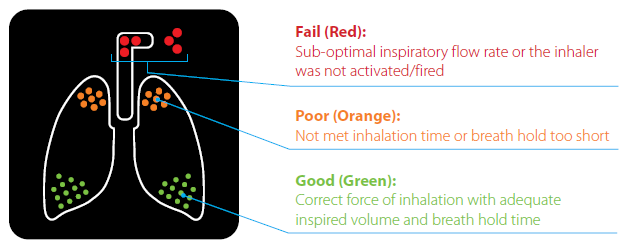 Fail (Red):
Sub-optimal inspiratory flow rate or the inhaler
was not activated/fired
Poor (Orange):
Not met inhalation time or breath hold too short
Good (Green):
Correct force of inhalation with adequate
inspired volume and breath hold time